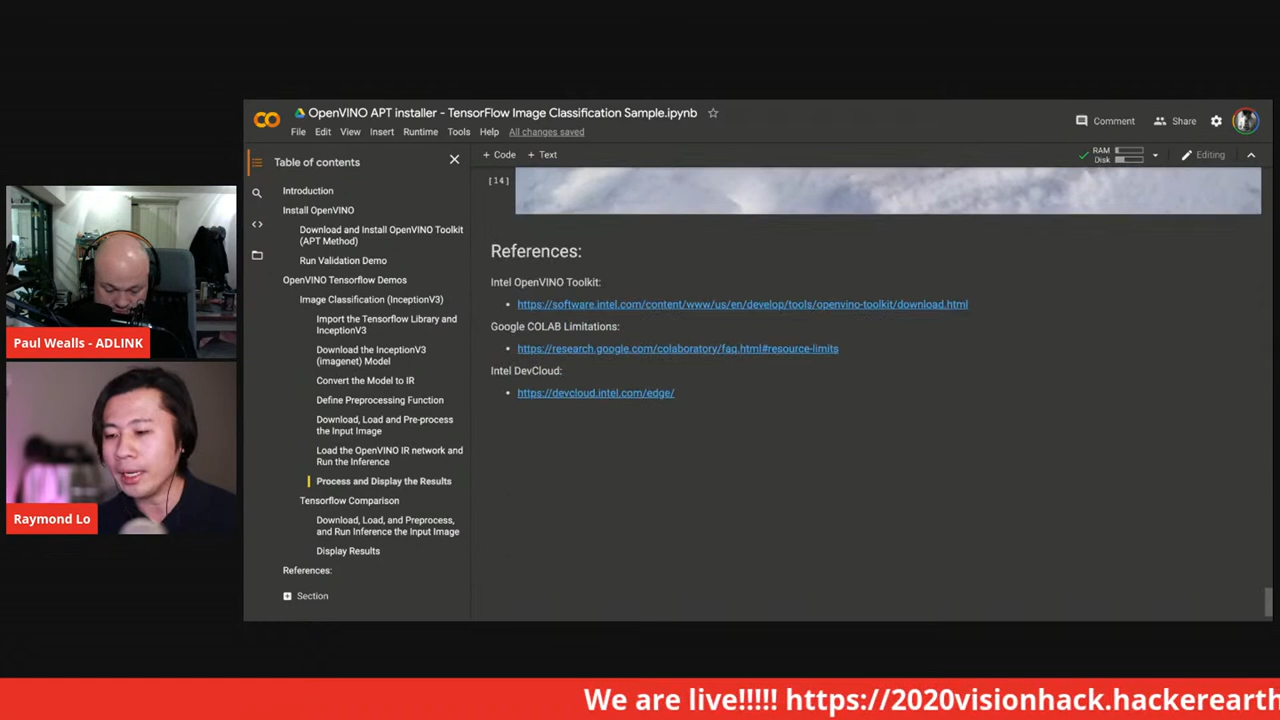 OpenVINO APT installer - TensorFlow Image Classification Sample.ipynb
File Edit View Insert Runtime Tools Help All changes saved
Comment
Share
Table of contents
+ Code + Text
RAM
Disk
Editing
Introduction
Install OpenVINO
Download and Install OpenVINO Toolkit
(APT Method)
Run Validation Demo
OpenVINO Tensorflow Demos
Image Classification (InceptionV3)
Import the Tensorflow Library and
InceptionV3
Download the InceptionV3
(imagenet) Model
Convert the Model to IR
Define Preprocessing Function
Download, Load and Pre-process
the Input Image
Load the OpenVINO IR network and
Run the Inference
Process and Display the Results
Tensorflow Comparison
Download, Load, and Preprocess,
and Run Inference the Input Image
Display Results
References:
Section
[14]
References:
Intel OpenVINO Toolkit:
https://software.intel.com/content/www/us/en/develop/tools/openvino-toolkit/download.html
Google COLAB Limitations:
https://research.google.com/colaboratory/faq.html#resource-limits
Intel DevCloud:
https://devcloud.intel.com/edge/
Paul Wealls - ADLINK
Raymond Lo
We are live!!!!! https://2020visionhack.hackerearth